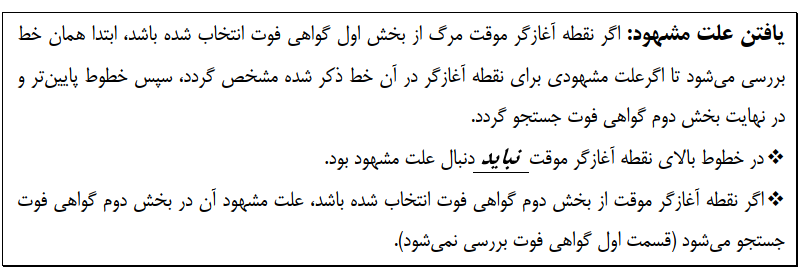 یافتن علت مشهود: اگر نقطه آغازگر موقت مرگ از بخش اول گواهی فوت انتخاب شده باشد، ابتدا همان خط
بررسی می‌شود تا اگرعلت مشهودی برای نقطه آغازگر در آن خط ذکر شده مشخص گردد، سپس خطوط پایین‌تر و
در نهایت بخش دوم گواهی فوت جستجو گردد.
❖در خطوط بالای نقطه آغازگر موقت نباید دنبال علت مشهود بود.
❖اگر نقطه آغازگر موقت از بخش دوم گواهی فوت انتخاب شده باشد، علت مشهود آن در بخش دوم گواهی فوت
جستجو می‌شود (قسمت اول گواهی فوت بررسی نمی‌شود).